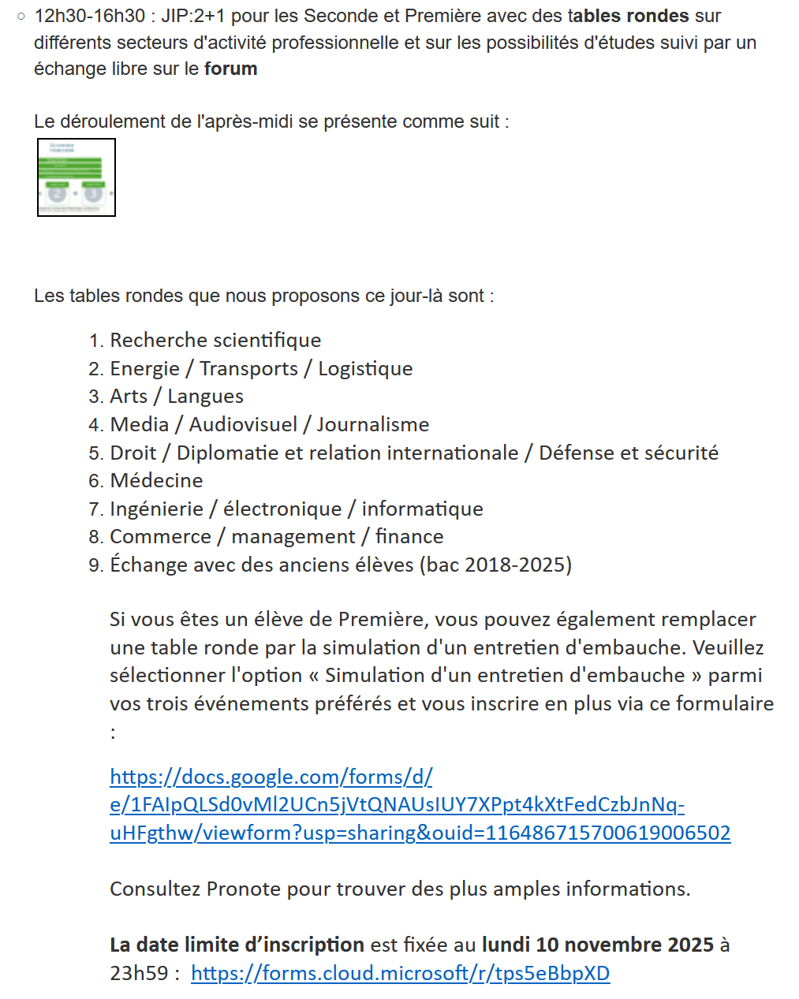 12h30-16h30 : JIP:2+1 pour les Seconde et Première avec des tables rondes sur
différents secteurs d'activité professionnelle et sur les possibilités d'études suivi par un
échange libre sur le forum
Le déroulement de l'après-midi se présente comme suit :
2 3
Les tables rondes que nous proposons ce jour-là sont :
1. Recherche scientifique
2. Energie / Transports / Logistique
3. Arts / Langues
4. Media / Audiovisuel / Journalisme
5. Droit / Diplomatie et relation internationale / Défense et sécurité
6. Médecine
7. Ingénierie / électronique / informatique
8. Commerce / management / finance
9. Échange avec des anciens élèves (bac 2018-2025)
Si vous êtes un élève de Première, vous pouvez également remplacer
une table ronde par la simulation d'un entretien d'embauche. Veuillez
sélectionner l'option « Simulation d'un entretien d'embauche » parmi
vos trois événements préférés et vous inscrire en plus via ce formulaire
:
https://docs.google.com/forms/d/
e/1FAIpQLSd0vMl2UCn5jVtQNAUsIUY7XPpt4kXtFedCzbJnNq-
uHFgthw/viewform?usp=sharing&ouid=116486715700619006502
Consultez Pronote pour trouver des plus amples informations.
La date limite d’inscription est fixée au lundi 10 novembre 2025 à
23h59 : https://forms.cloud.microsoft/r/tps5eBbpXD